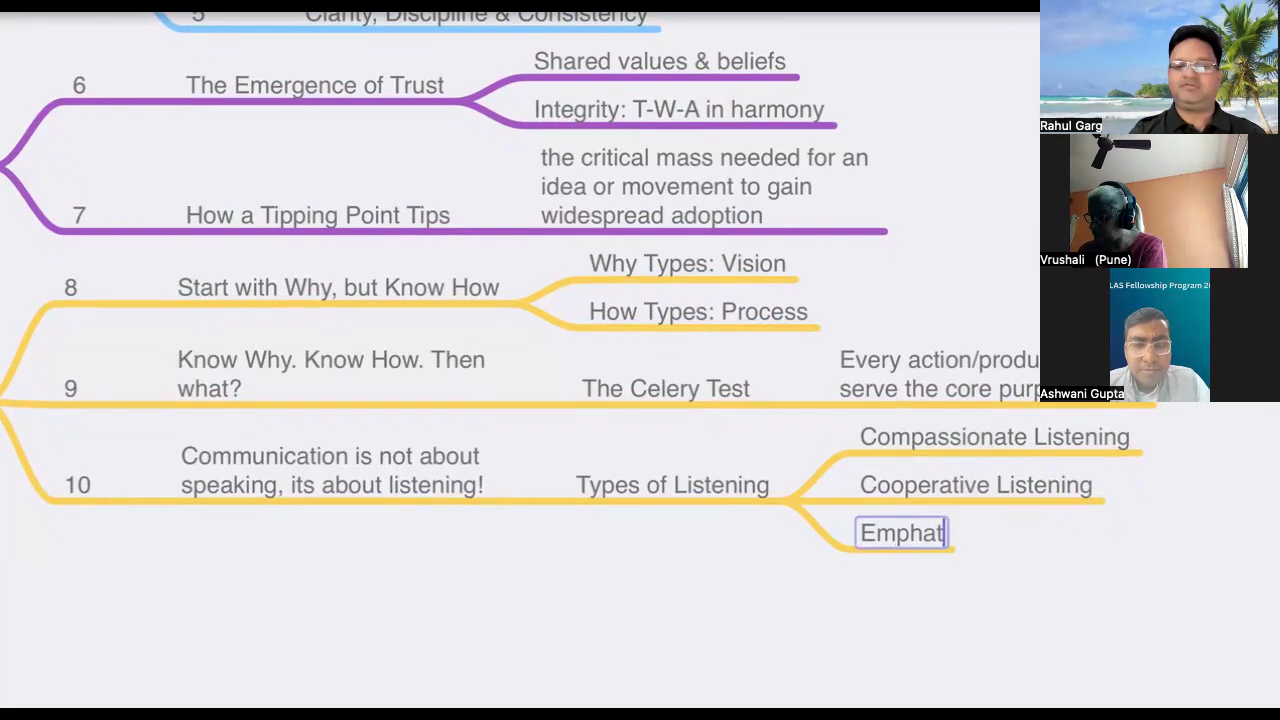 5 Clarity, Discipline & Consistency
6 The Emergence of Trust
Shared values & beliefs
Integrity: T-W-A in harmony
7 How a Tipping Point Tips
the critical mass needed for an
idea or movement to gain
widespread adoption
8 Start with Why, but Know How
Why Types: Vision
How Types: Process
9 Know Why. Know How. Then
what?
The Celery Test
Every action/produ
serve the core purp
10 Communication is not about
speaking, its about listening!
Types of Listening
Compassionate Listening
Cooperative Listening
Emphat
Rahul Garg
Vrushali (Pune)
LAS Fellowship Program 20
Ashwani Gupta